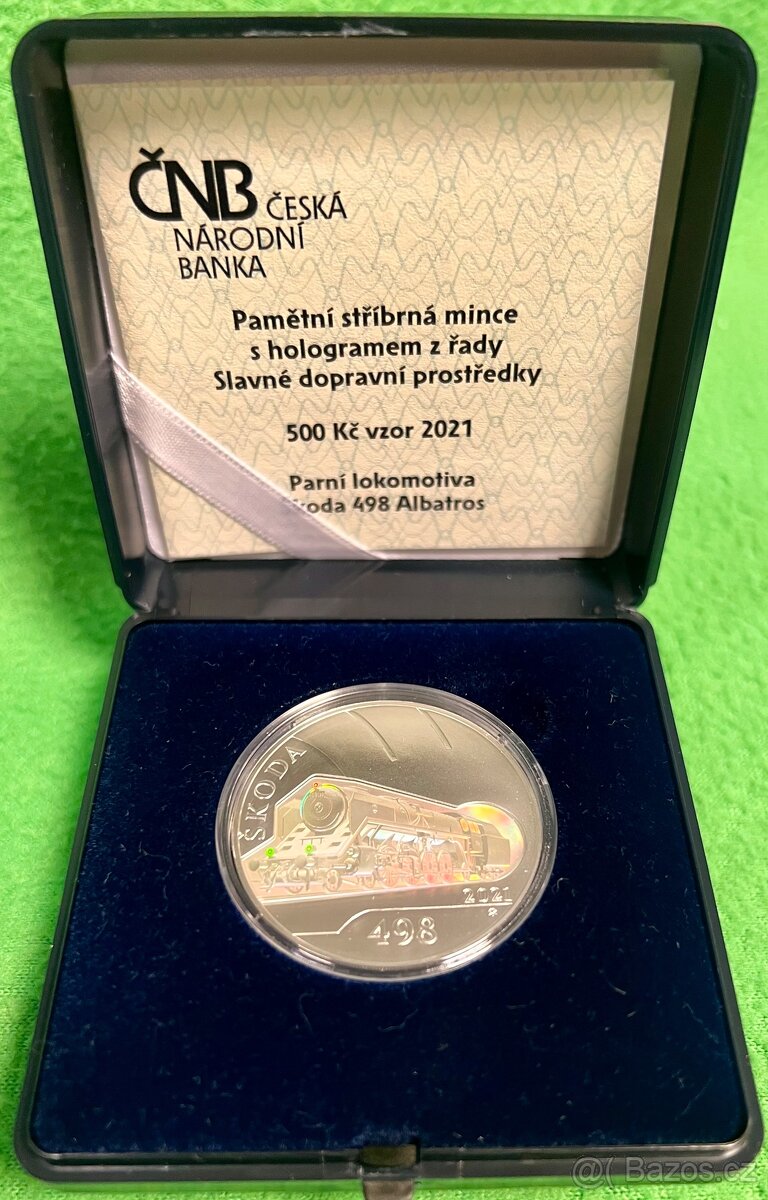 ČNB ČESKÁ
NÁRODNÍ
BANKA
Pamětní stříbrná mince
s hologramem z řady
Slavné dopravní prostředky
500 Kč vzor 2021
Parní lokomotiva
koda 498 Albatros
ŠKODA
2021
498
@( Bazos.cz